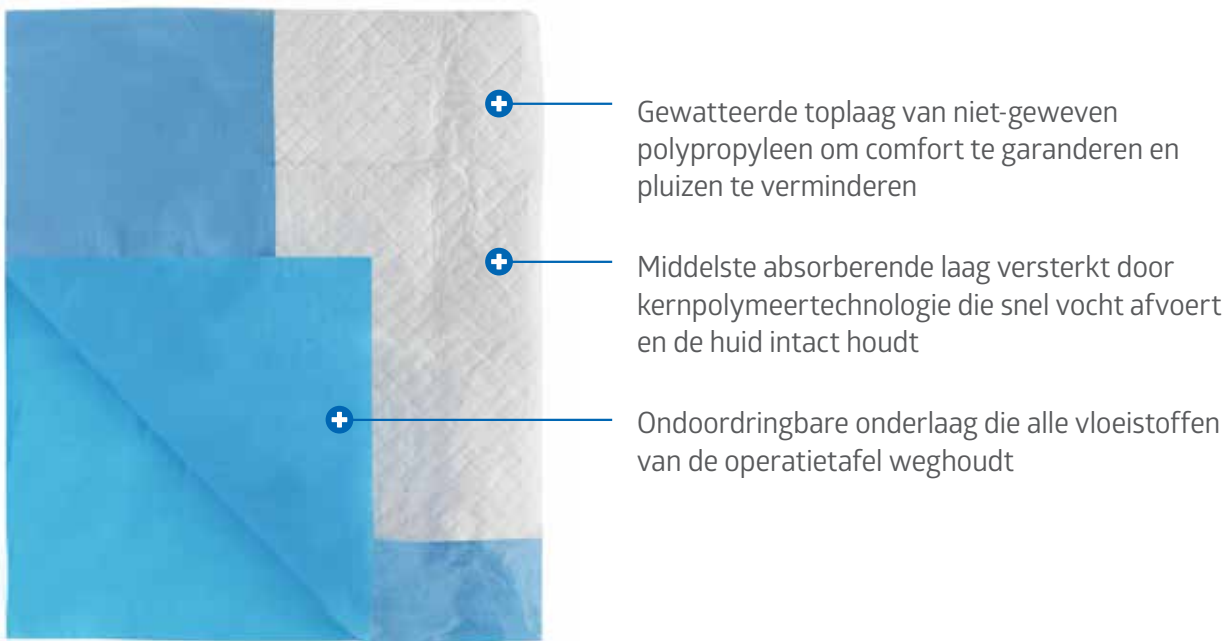 Gewatteerde toplaag van niet-geweven
polypropyleen om comfort te garanderen en
pluizen te verminderen
Middelste absorberende laag versterkt door
kernpolymeertechnologie die snel vocht afvoert
en de huid intact houdt
Ondoordringbare onderlaag die alle vloeistoffen
van de operatietafel weghoudt